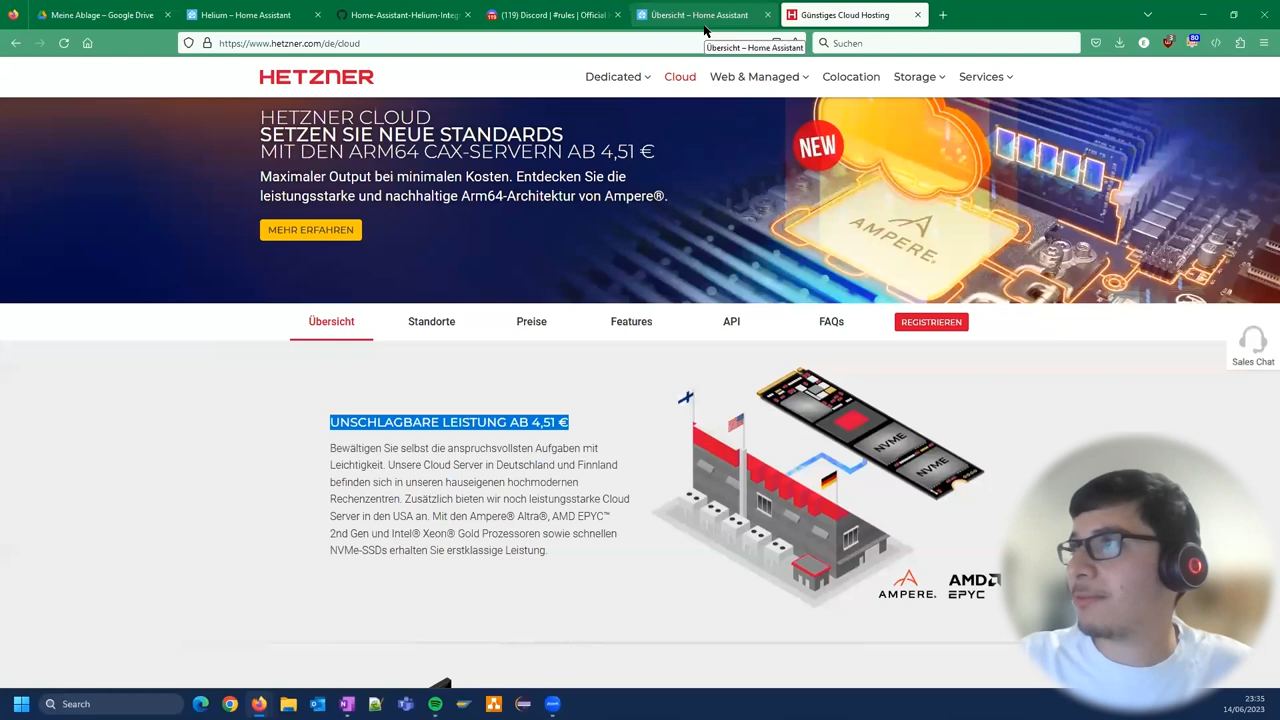 Meine Ablage – Google Drive
Helium – Home Assistant
Home-Assistant-Helium-Integ
(119) Discord | #rules | Official
Übersicht – Home Assistant
Günstiges Cloud Hosting
https://www.hetzner.com/de/cloud
Suchen
80
Übersicht – Home Assistant
HETZNER
Dedicated
Cloud
Web & Managed
Colocation
Storage
Services
HETZNER CLOUD
SETZEN SIE NEUE STANDARDS
MIT DEN ARM64 CAX-SERVERN AB 4,51 €
Maximaler Output bei minimalen Kosten. Entdecken Sie die
leistungsstarke und nachhaltige Arm64-Architektur von Ampere®.
MEHR ERFAHREN
NEW
AMPERE
Übersicht
Standorte
Preise
Features
API
FAQs
REGISTRIEREN
Sales Chat
UNSCHLAGBARE LEISTUNG AB 4,51 €
Bewältigen Sie selbst die anspruchsvollsten Aufgaben mit
Leichtigkeit. Unsere Cloud Server in Deutschland und Finnland
befinden sich in unseren hauseigenen hochmodernen
Rechenzentren. Zusätzlich bieten wir noch leistungsstarke Cloud
Server in den USA an. Mit den Ampere® Altra®, AMD EPYC™
2nd Gen und Intel® Xeon® Gold Prozessoren sowie schnellen
NVMe-SSDs erhalten Sie erstklassige Leistung.
NVME
NVME
AMPERE.
AMD
EPYC
Search
23:35
14/06/2023